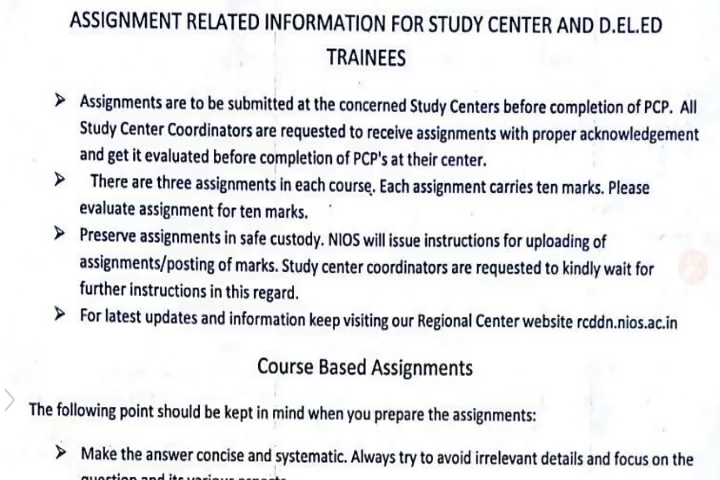 ASSIGNMENT RELATED INFORMATION FOR STUDY CENTER AND D.EL.ED
TRAINEES
➢ Assignments are to be submitted at the concerned Study Centers before completion of PCP. All
Study Center Coordinators are requested to receive assignments with proper acknowledgement
and get it evaluated before completion of PCP's at their center.
➢ There are three assignments in each course. Each assignment carries ten marks. Please
evaluate assignment for ten marks.
➢ Preserve assignments in safe custody. NIOS will issue instructions for uploading of
assignments/posting of marks. Study center coordinators are requested to kindly wait for
further instructions in this regard.
➢ For latest updates and information keep visiting our Regional Center website rcddn.nios.ac.in
Course Based Assignments
The following point should be kept in mind when you prepare the assignments:
➢ Make the answer concise and systematic. Always try to avoid irrelevant details and focus on the
question and its various